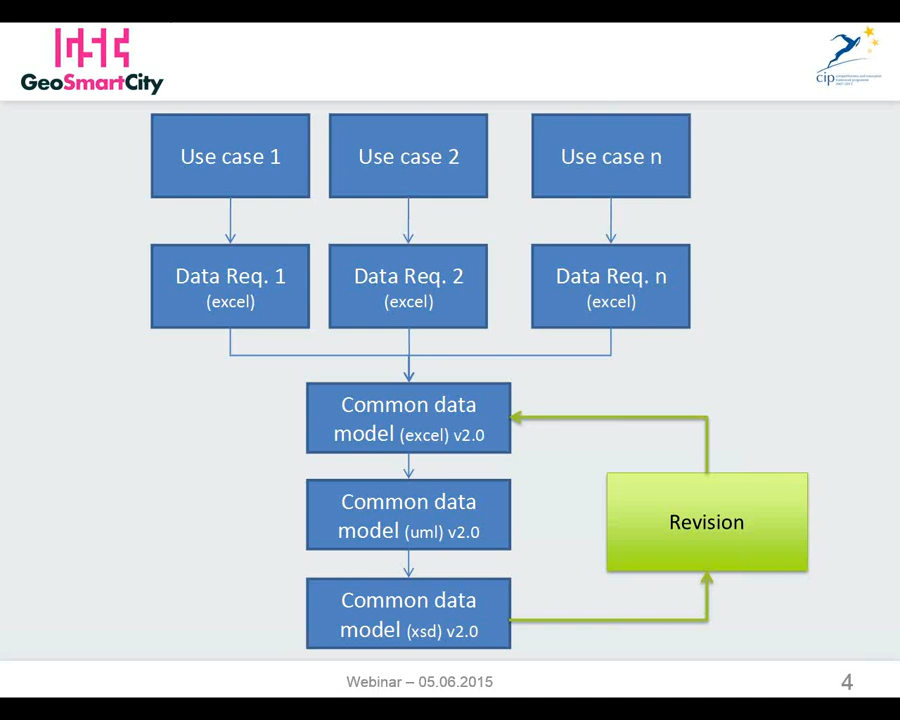 GeoSmartCity
cip
Use case 1
Use case 2
Use case n
Data Req. 1
(excel)
Data Req. 2
(excel)
Data Req. n
(excel)
Common data
model (excel) v2.0
Common data
model (uml) v2.0
Common data
model (xsd) v2.0
Revision
Webinar – 05.06.2015
4